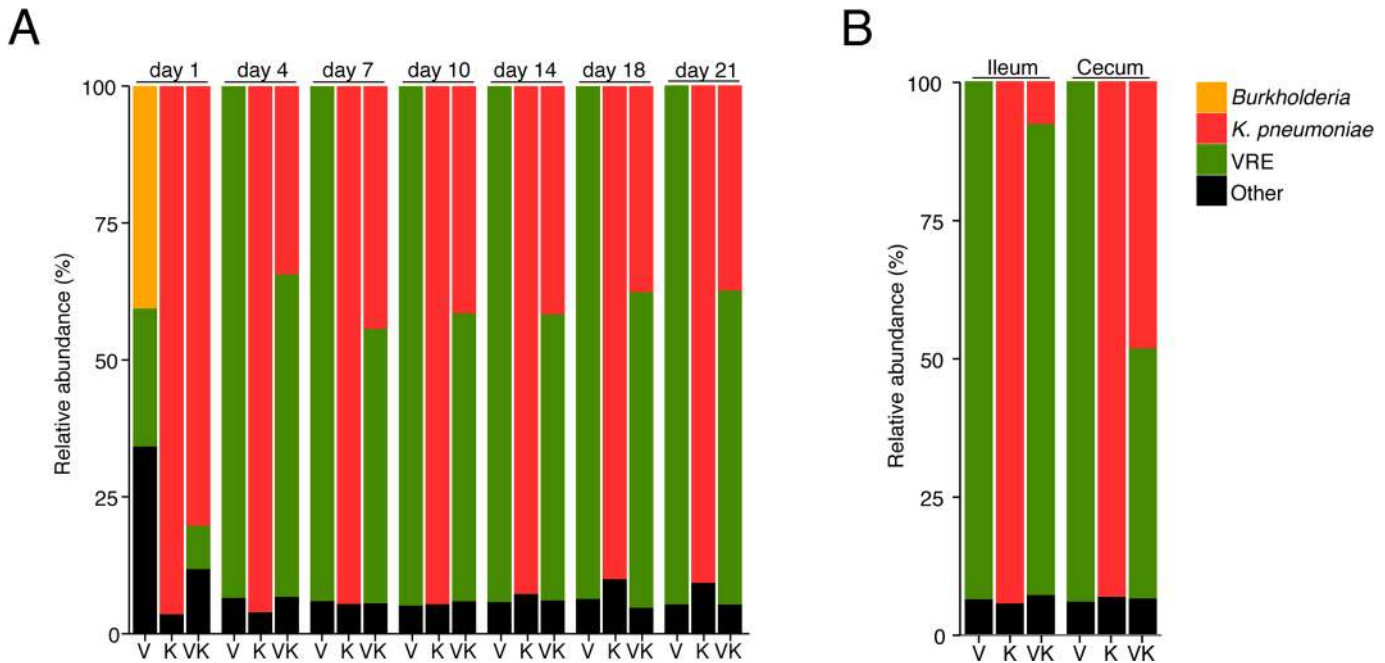 A
day 1 day 4 day 7 day 10 day 14 day 18 day 21
Relative abundance (%)
100
75
50
25
0
V K VK V K VK V K VK V K VK V K VK V K VK V K VK
B
Ileum Cecum
Relative abundance (%)
100
75
50
25
0
V K VK V K VK
Burkholderia
K. pneumoniae
VRE
Other